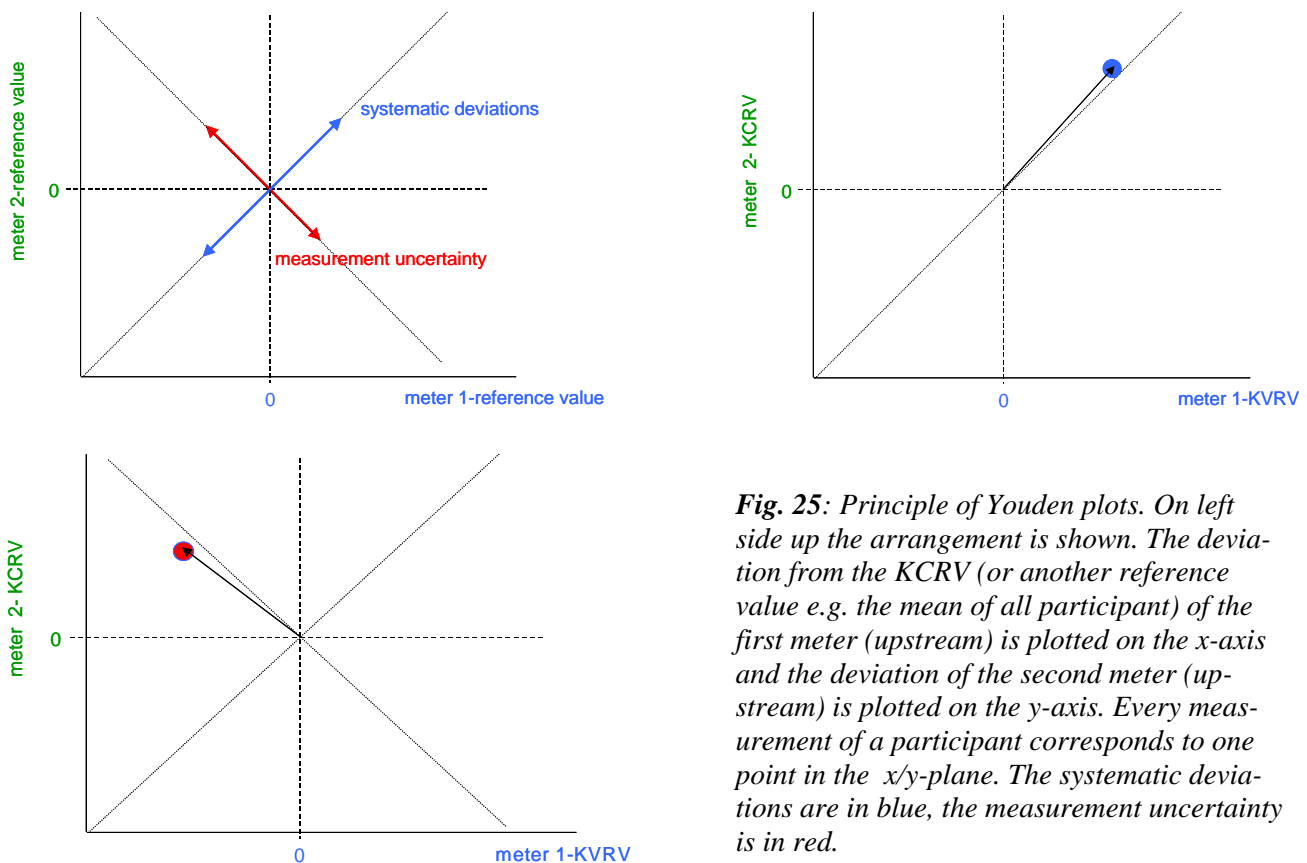 meter 2-reference value
systematic deviations
0
measurement uncertainty
0
meter 1-reference value
meter 2- KCRV
0
0
meter 1-KVRV
meter 2- KCRV
0
0
meter 1-KVRV
Fig. 25: Principle of Youden plots. On left
side up the arrangement is shown. The devia-
tion from the KCRV (or another reference
value e.g. the mean of all participant) of the
first meter (upstream) is plotted on the x-axis
and the deviation of the second meter (up-
stream) is plotted on the y-axis. Every meas-
urement of a participant corresponds to one
point in the x/y-plane. The systematic devia-
tions are in blue, the measurement uncertainty
is in red.